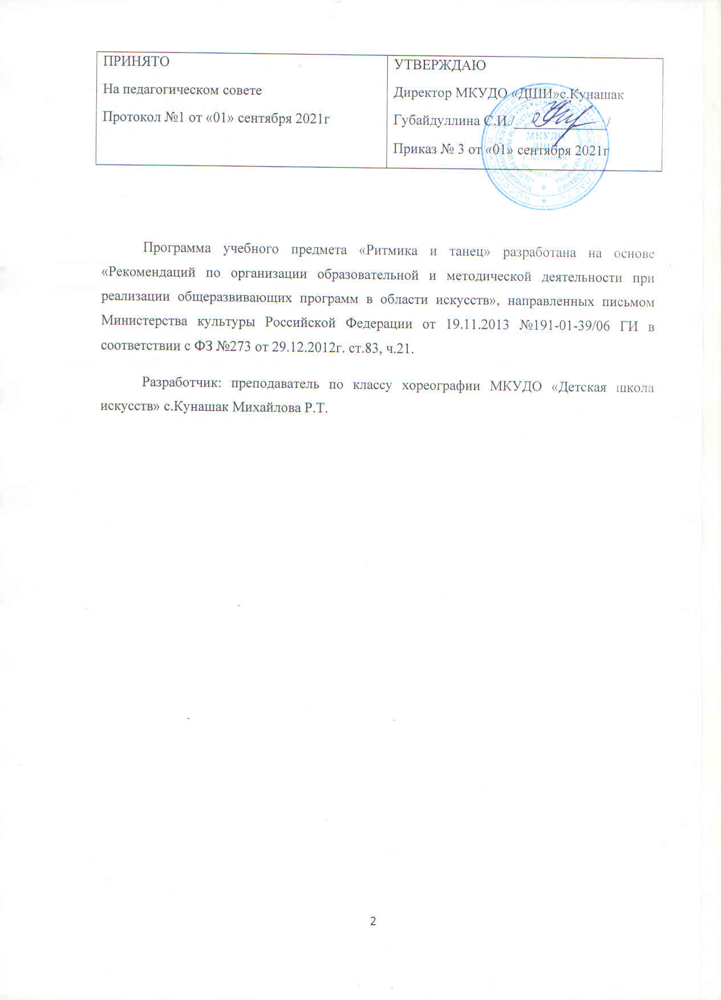 ПРИНЯТО
На педагогическом совете
Протокол №1 от «01» сентября 2021г
УТВЕРЖДАЮ
Директор МКУДО «ДШИ»с.Кунашак
Губайдуллина С.И./____________/
Приказ № 3 от «01» сентября 2021г
МКУДО
Программа учебного предмета «Ритмика и танец» разработана на основе
«Рекомендаций по организации образовательной и методической деятельности при
реализации общеразвивающих программ в области искусств», направленных письмом
Министерства культуры Российской Федерации от 19.11.2013 №191-01-39/06 ГИ в
соответствии с ФЗ №273 от 29.12.2012г. ст.83, ч.21.
Разработчик: преподаватель по классу хореографии МКУДО «Детская школа
искусств» с.Кунашак Михайлова Р.Т.
2